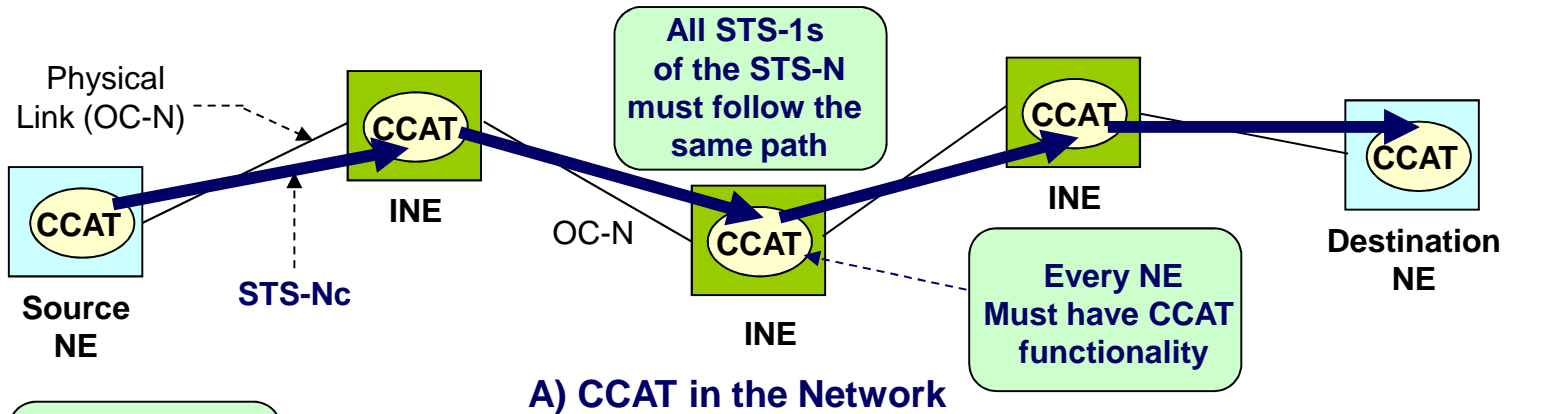 Physical
Link (OC-N)
CCAT
Source
NE
STS-Nc
CCAT
INE
OC-N
All STS-1s
of the STS-N
must follow the
same path
CCAT
INE
CCAT
INE
Every NE
Must have CCAT
functionality
CCAT
Destination
NE
A) CCAT in the Network